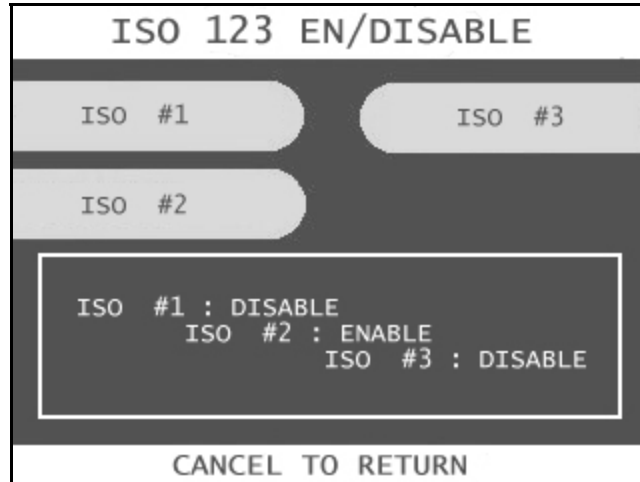 ISO 123 EN/DISABLE
ISO #1
ISO #3
ISO #2
ISO #1 : DISABLE
ISO #2 : ENABLE
ISO #3 : DISABLE
CANCEL TO RETURN